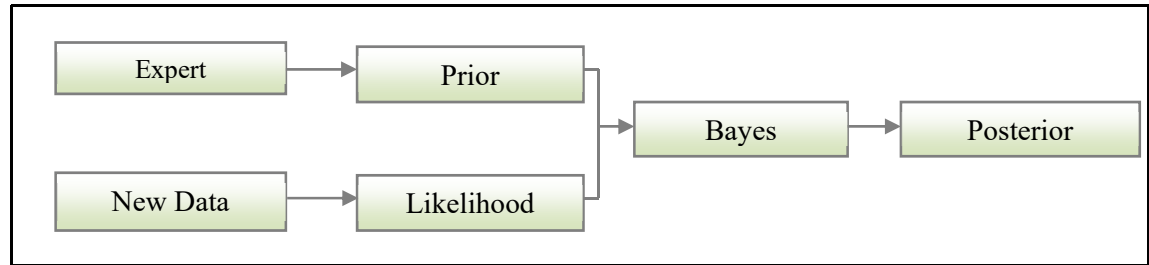 Expert
Prior
Bayes
Posterior
New Data
Likelihood